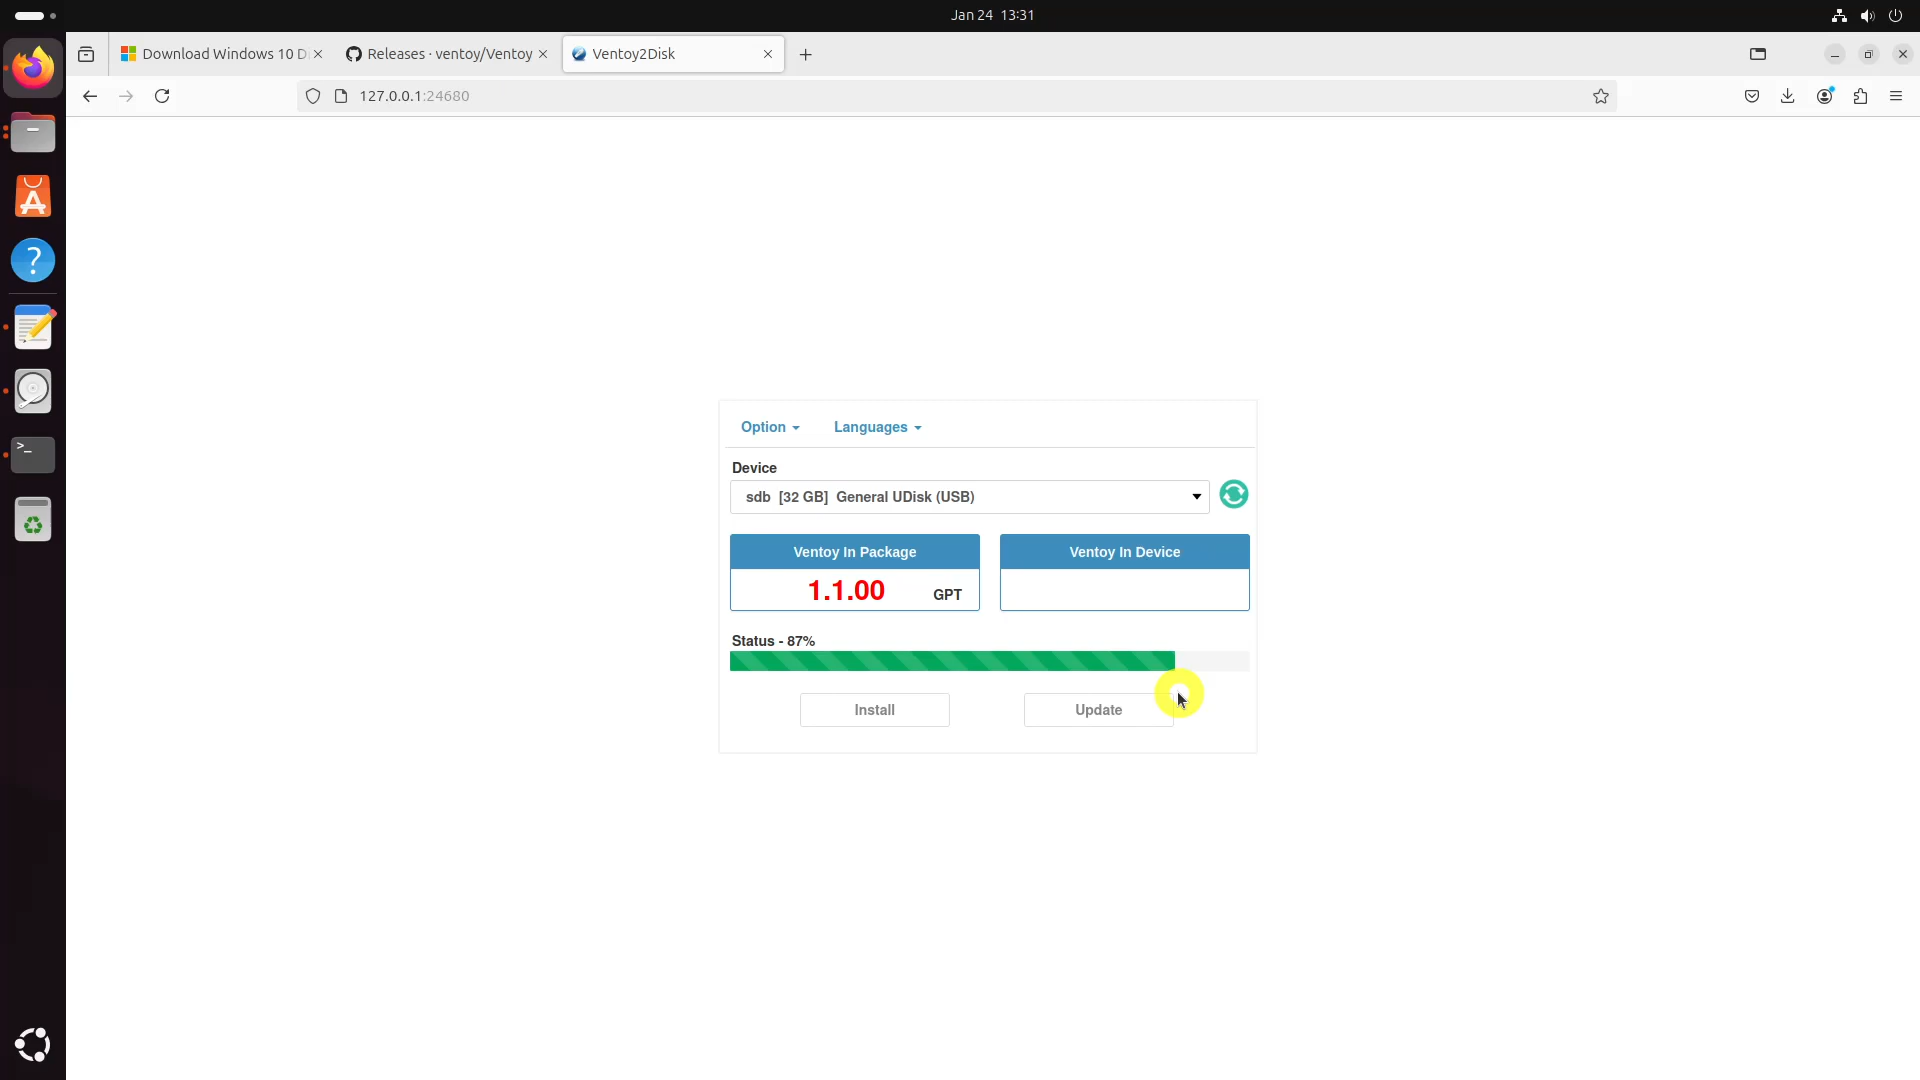 Jan 24 13:31
Download Windows 10 D
Releases · ventoy/Ventoy
Ventoy2Disk
127.0.0.1:24680
Option
Languages
Device
sdb [32 GB] General UDisk (USB)
Ventoy In Package
Ventoy In Device
1.1.00 GPT
Status - 87%
Install
Update